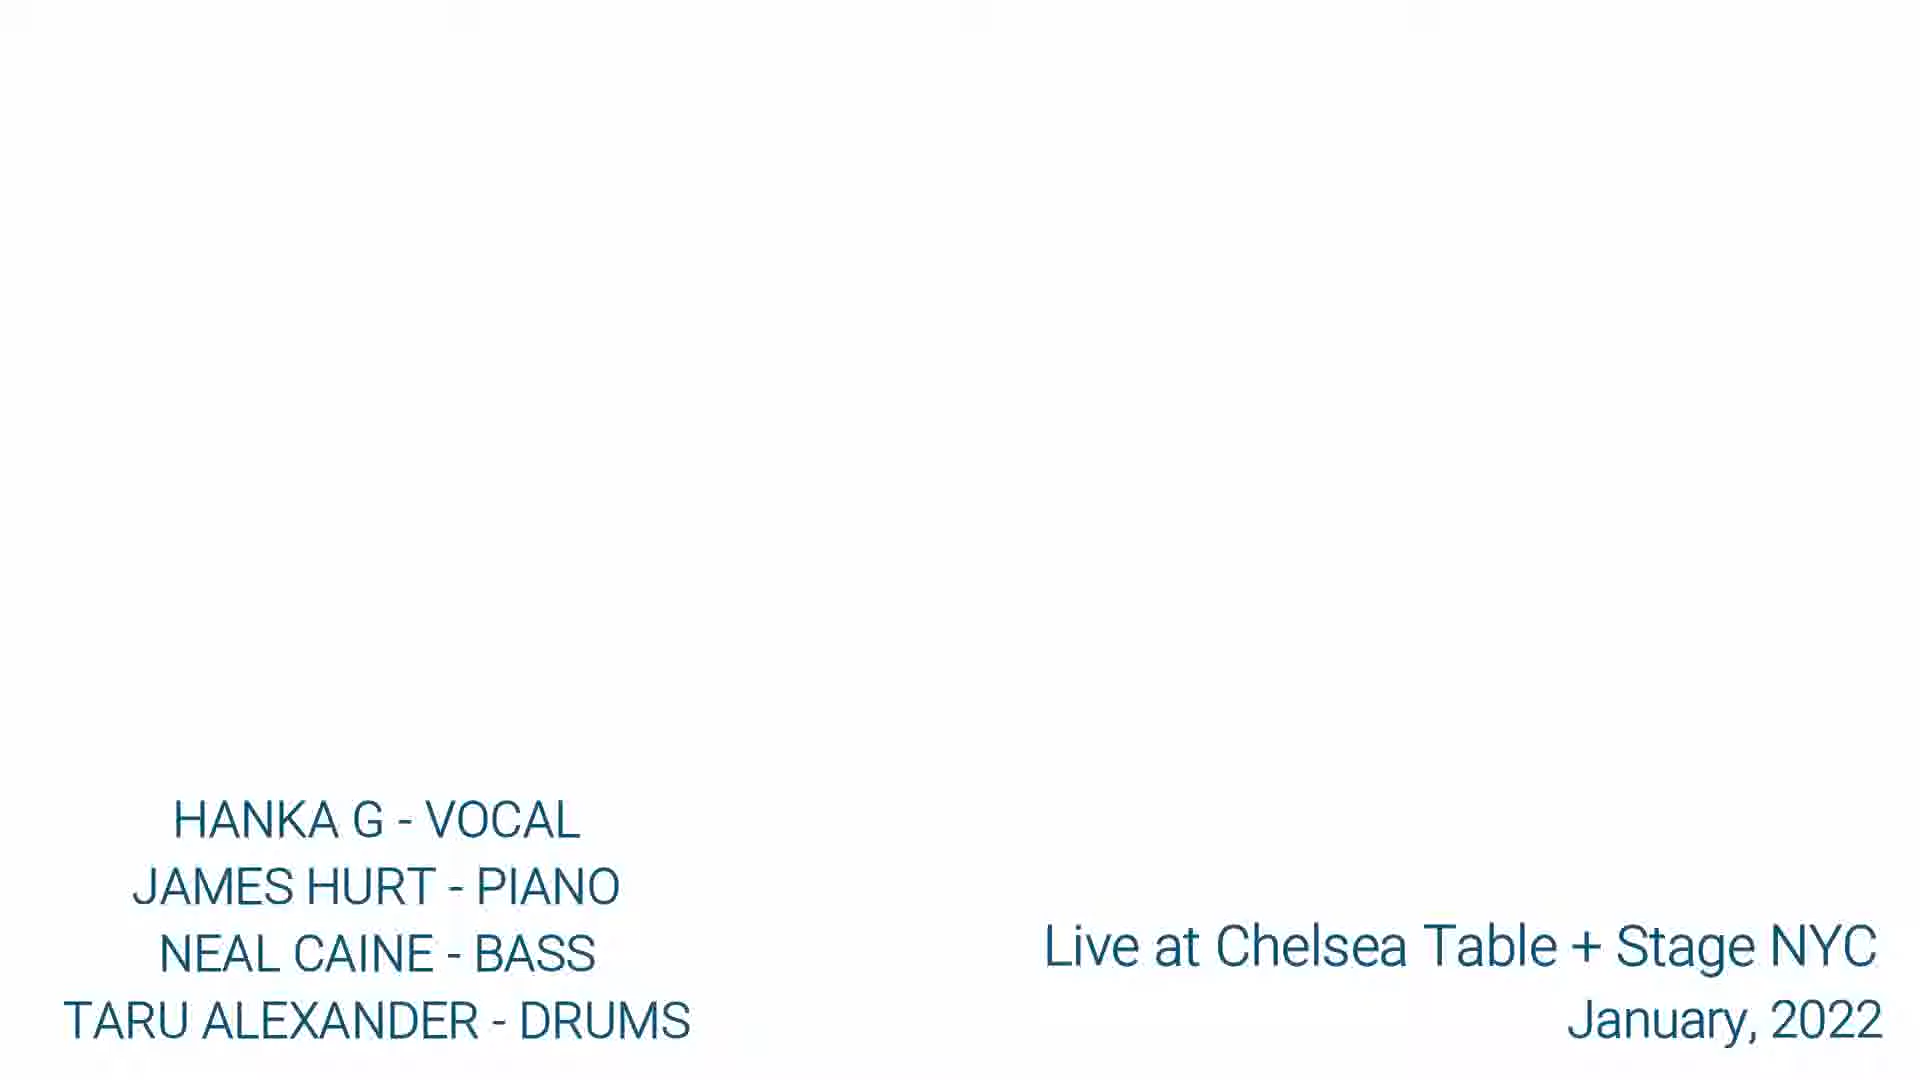 HANKA G - VOCAL
JAMES HURT - PIANO
NEAL CAINE - BASS
TARU ALEXANDER - DRUMS
Live at Chelsea Table + Stage NYC
January, 2022